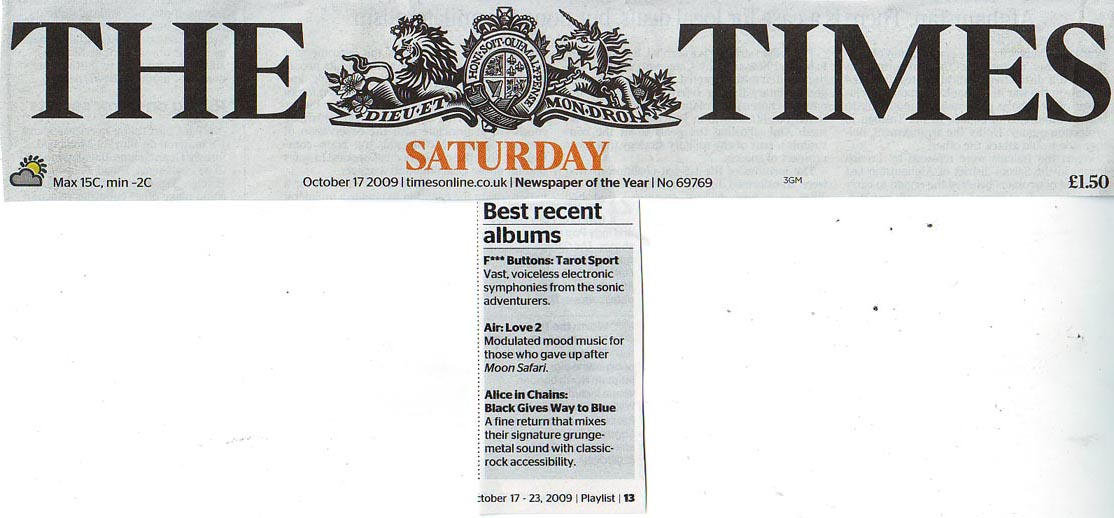 THE TIMES
HONI·SOIT·QUI·MAL·Y·PENSE
DIEU·ET MON·DROIT
SATURDAY
Max 15C, min -2C
October 17 2009 | timesonline.co.uk | Newspaper of the Year | No 69769
3GM
£1.50
Best recent
albums
F*** Buttons: Tarot Sport
Vast, voiceless electronic
symphonies from the sonic
adventurers.
Air: Love 2
Modulated mood music for
those who gave up after
Moon Safari.
Alice in Chains:
Black Gives Way to Blue
A fine return that mixes
their signature grunge-
metal sound with classic-
rock accessibility.
tober 17 - 23, 2009 | Playlist | 13